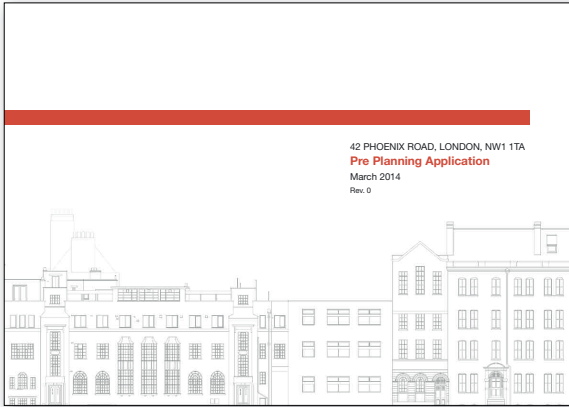 42 PHOENIX ROAD, LONDON, NW1 1TA
Pre Planning Application
March 2014
Rev. 0